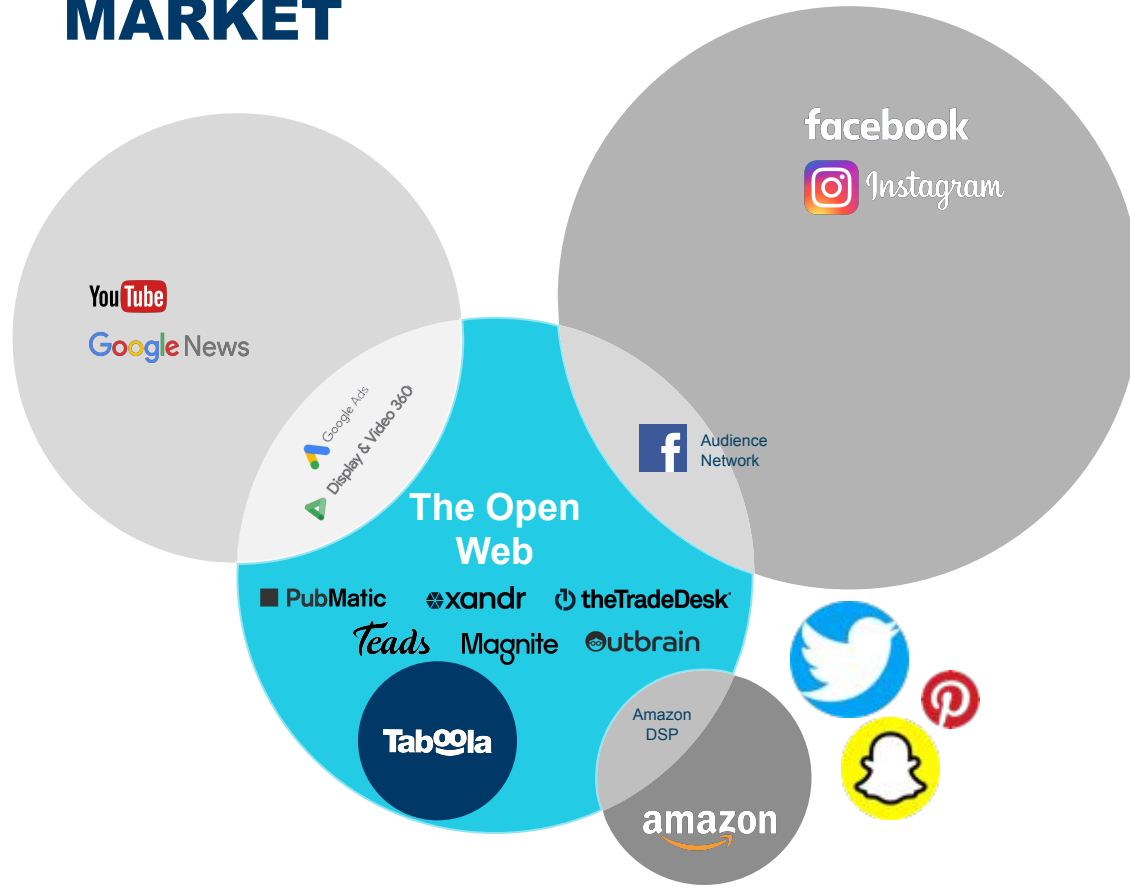 MARKET
facebook
Instagram
YouTube
Google News
Google Ads
Display & Video 360
Audience
Network
The Open
Web
PubMatic
xandr
theTradeDesk
Teads
Magnite
Outbrain
Taboola
Amazon
DSP
amazon